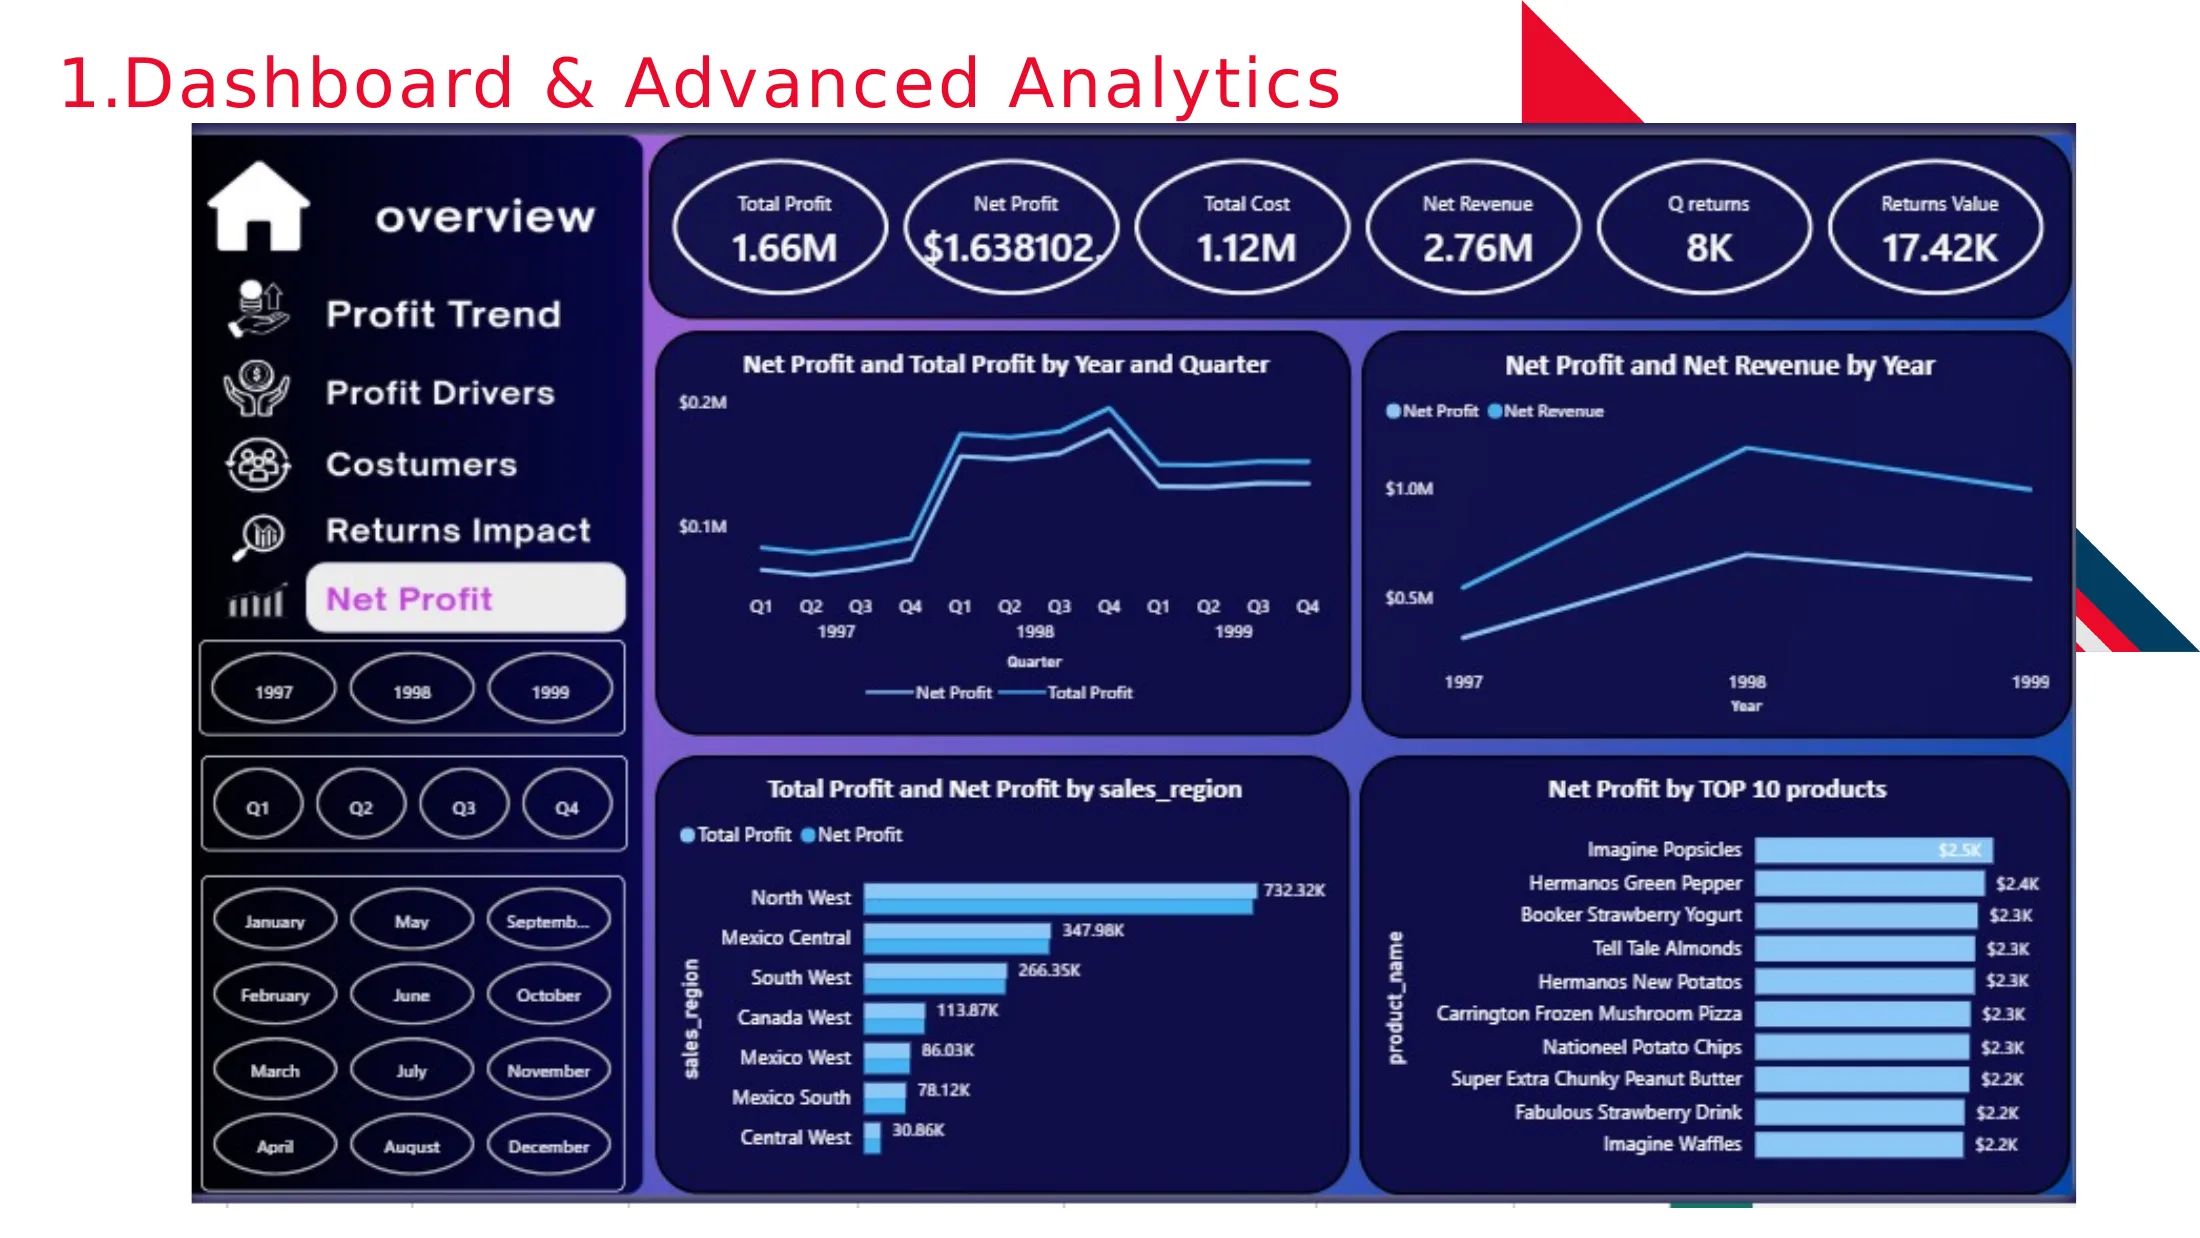 1.Dashboard & Advanced Analytics
overview
Profit Trend
Profit Drivers
Costumers
Returns Impact
Net Profit
1997 1998 1999
Q1 Q2 Q3 Q4
January May Septemb...
February June October
March July November
April August December
Total Profit
1.66M
Net Profit
$1.638102.
Total Cost
1.12M
Net Revenue
2.76M
Q returns
8K
Returns Value
17.42K
Net Profit and Total Profit by Year and Quarter
$0.2M
$0.1M
Q1 Q2 Q3 Q4 Q1 Q2 Q3 Q4 Q1 Q2 Q3 Q4
1997 1998 1999
Quarter
Net Profit Total Profit
Net Profit and Net Revenue by Year
Net Profit Net Revenue
$1.0M
$0.5M
1997 1998 1999
Year
Total Profit and Net Profit by sales_region
Total Profit Net Profit
sales_region
North West 732.32K
Mexico Central 347.98K
South West 266.35K
Canada West 113.87K
Mexico West 86.03K
Mexico South 78.12K
Central West 30.86K
Net Profit by TOP 10 products
product_name
Imagine Popsicles $2.5K
Hermanos Green Pepper $2.4K
Booker Strawberry Yogurt $2.3K
Tell Tale Almonds $2.3K
Hermanos New Potatos $2.3K
Carrington Frozen Mushroom Pizza $2.3K
Nationeel Potato Chips $2.3K
Super Extra Chunky Peanut Butter $2.2K
Fabulous Strawberry Drink $2.2K
Imagine Waffles $2.2K